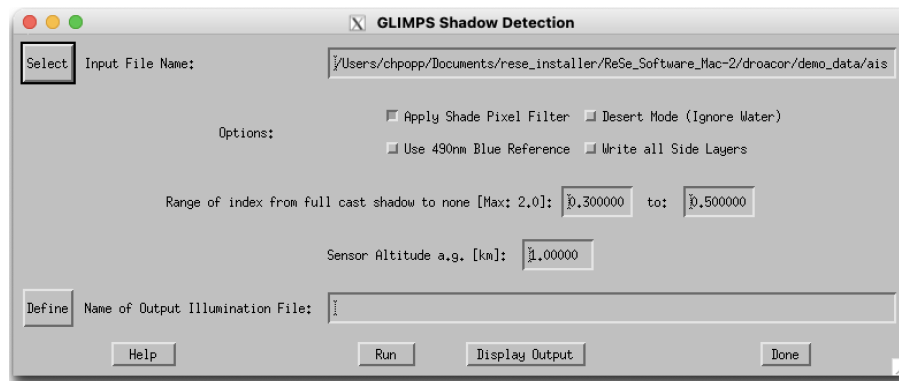 GLIMPS Shadow Detection
Select Input File Name: /Users/chpopp/Documents/rese_installer/ReSe_Software_Mac-2/droacor/demo_data/ais
Apply Shade Pixel Filter Desert Mode (Ignore Water)
Options:
Use 490nm Blue Reference Write all Side Layers
Range of index from full cast shadow to none [Max: 2.0]: 0.300000 to: 0.500000
Sensor Altitude a.g. [km]: 1.00000
Define Name of Output Illumination File:
Help Run Display Output Done